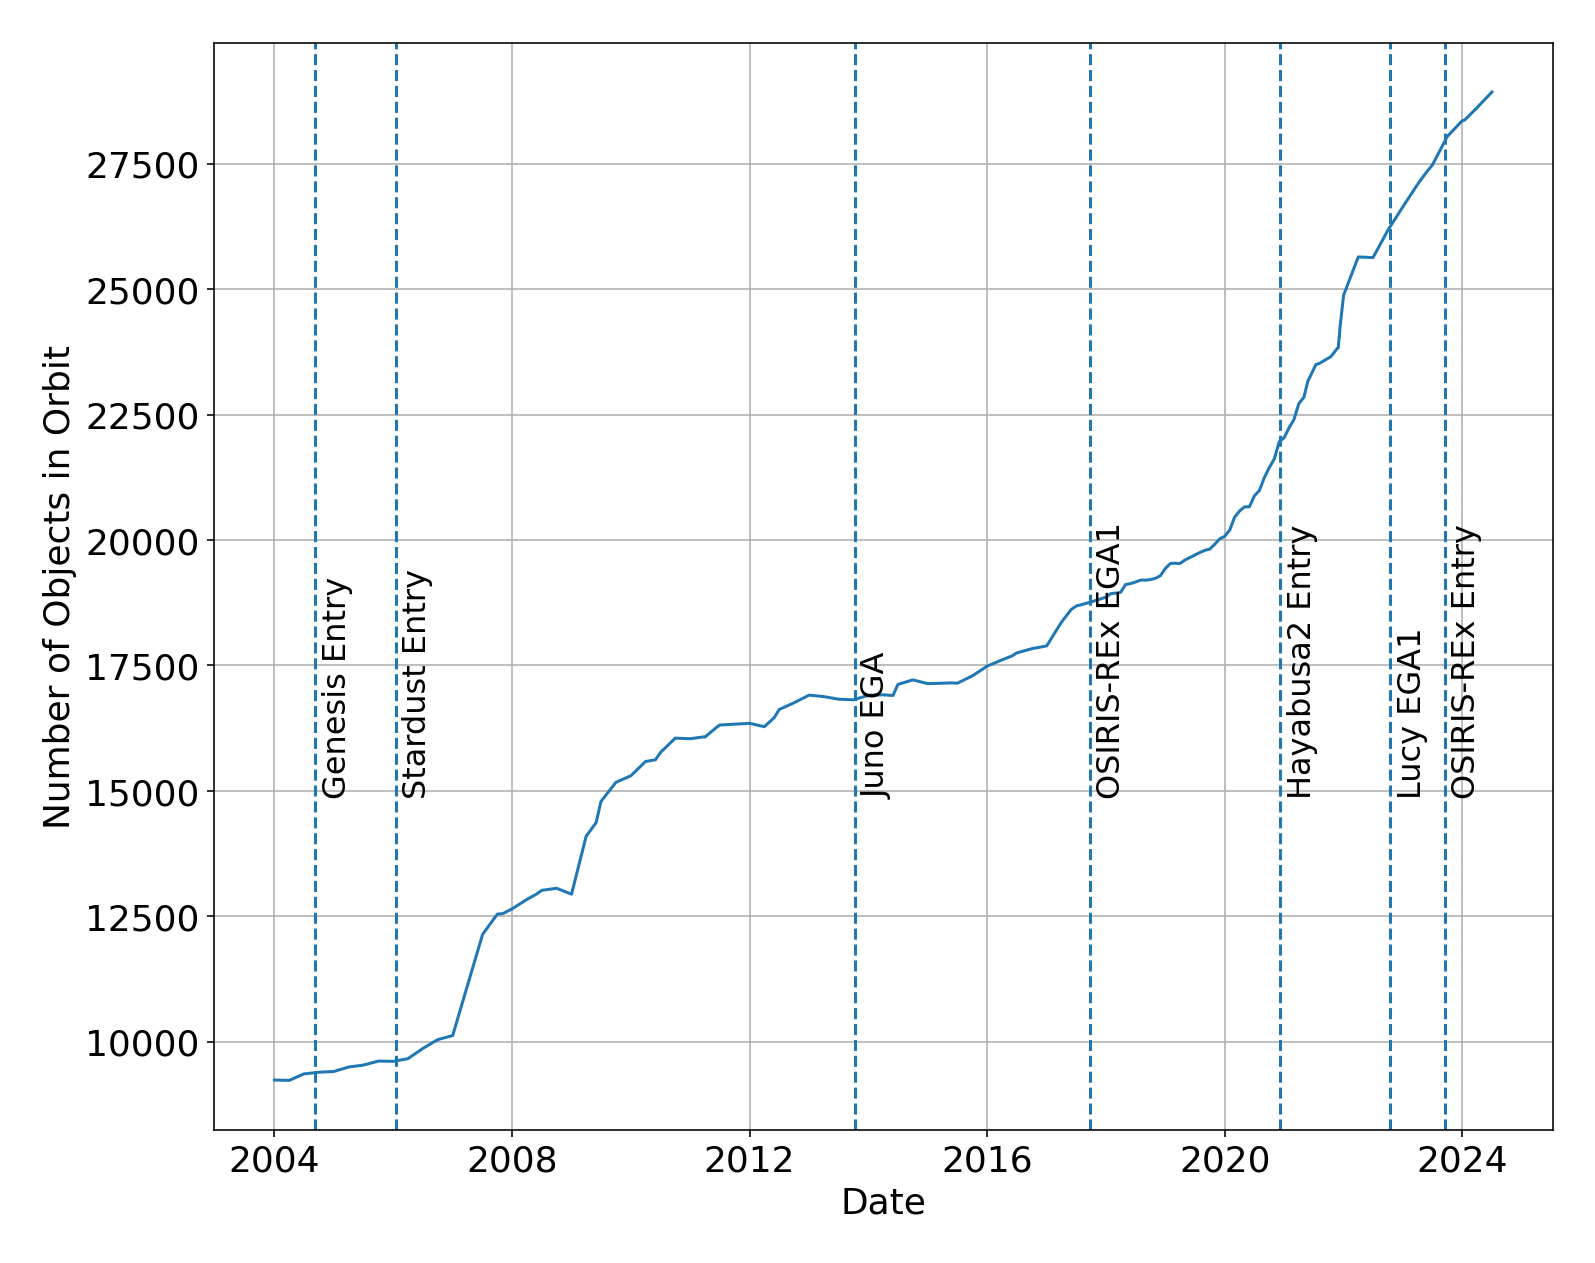 27500
25000
22500
20000
17500
15000
12500
10000
Number of Objects in Orbit
Genesis Entry
Stardust Entry
Juno EGA
OSIRIS-REx EGA1
Hayabusa2 Entry
Lucy EGA1
OSIRIS-REx Entry
2004 2008 2012 2016 2020 2024
Date